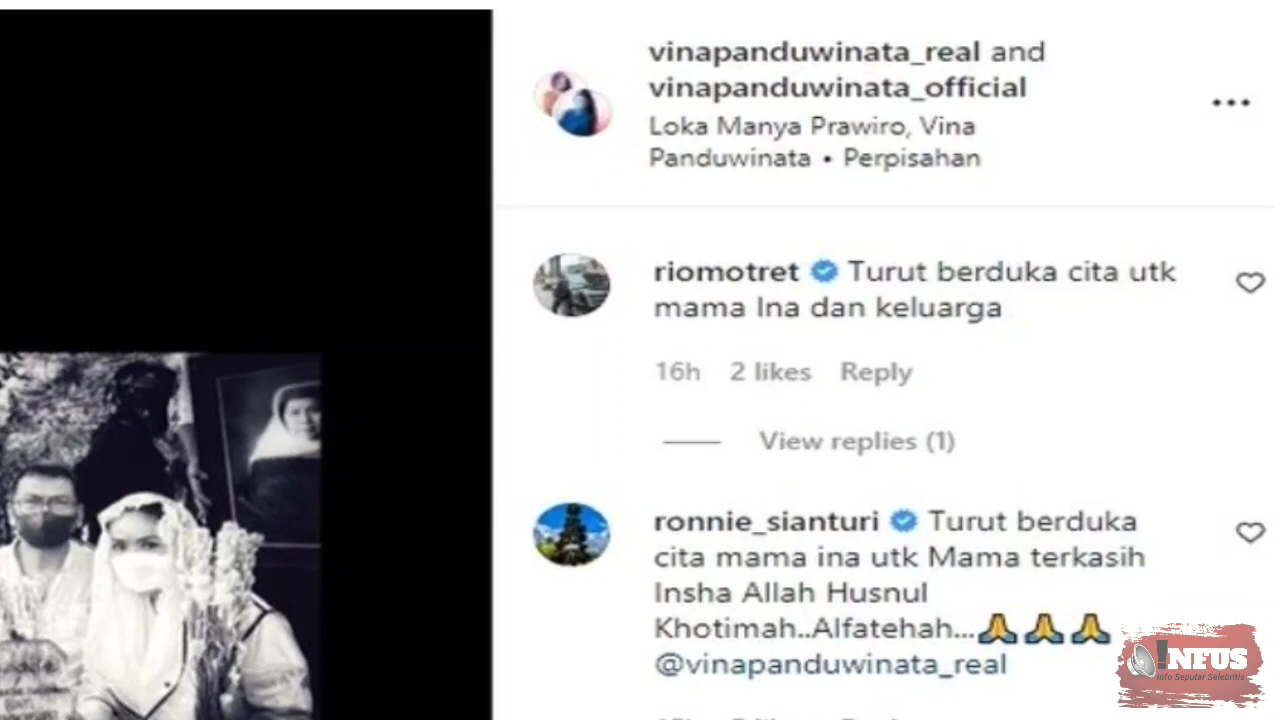 vinapanduwinata_real and
vinapanduwinata_official
Loka Manya Prawiro, Vina
Panduwinata • Perpisahan
riomotret Turut berduka cita utk
mama Ina dan keluarga
16h 2 likes Reply
View replies (1)
ronnie_sianturi Turut berduka
cita mama ina utk Mama terkasih
Insha Allah Husnul
Khotimah..Alfatehah...🙏🙏🙏
@vinapanduwinata_real
!NFUS
Info Seputar Selebritis